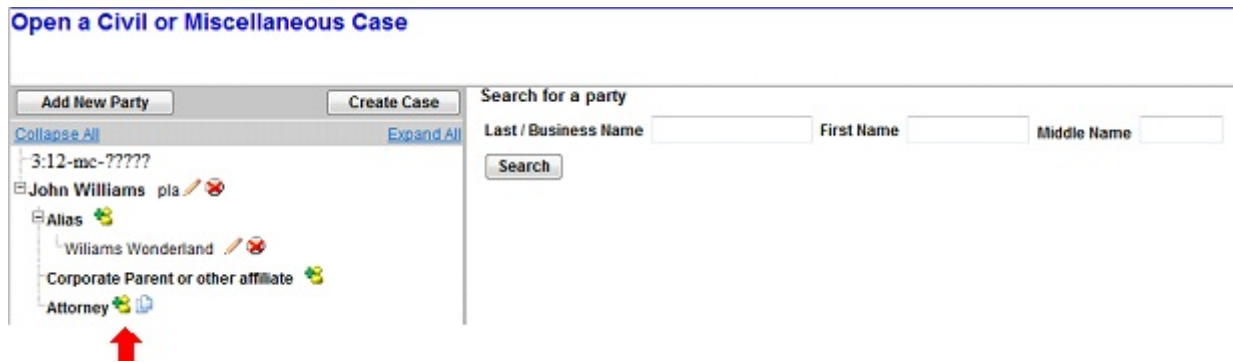 Open a Civil or Miscellaneous Case
Add New Party Create Case
Collapse All Expand All
3:12-mc-?????
John Williams pla
Alias
Wiliams Wonderland
Corporate Parent or other affiliate
Attorney
Search for a party
Last / Business Name First Name Middle Name
Search